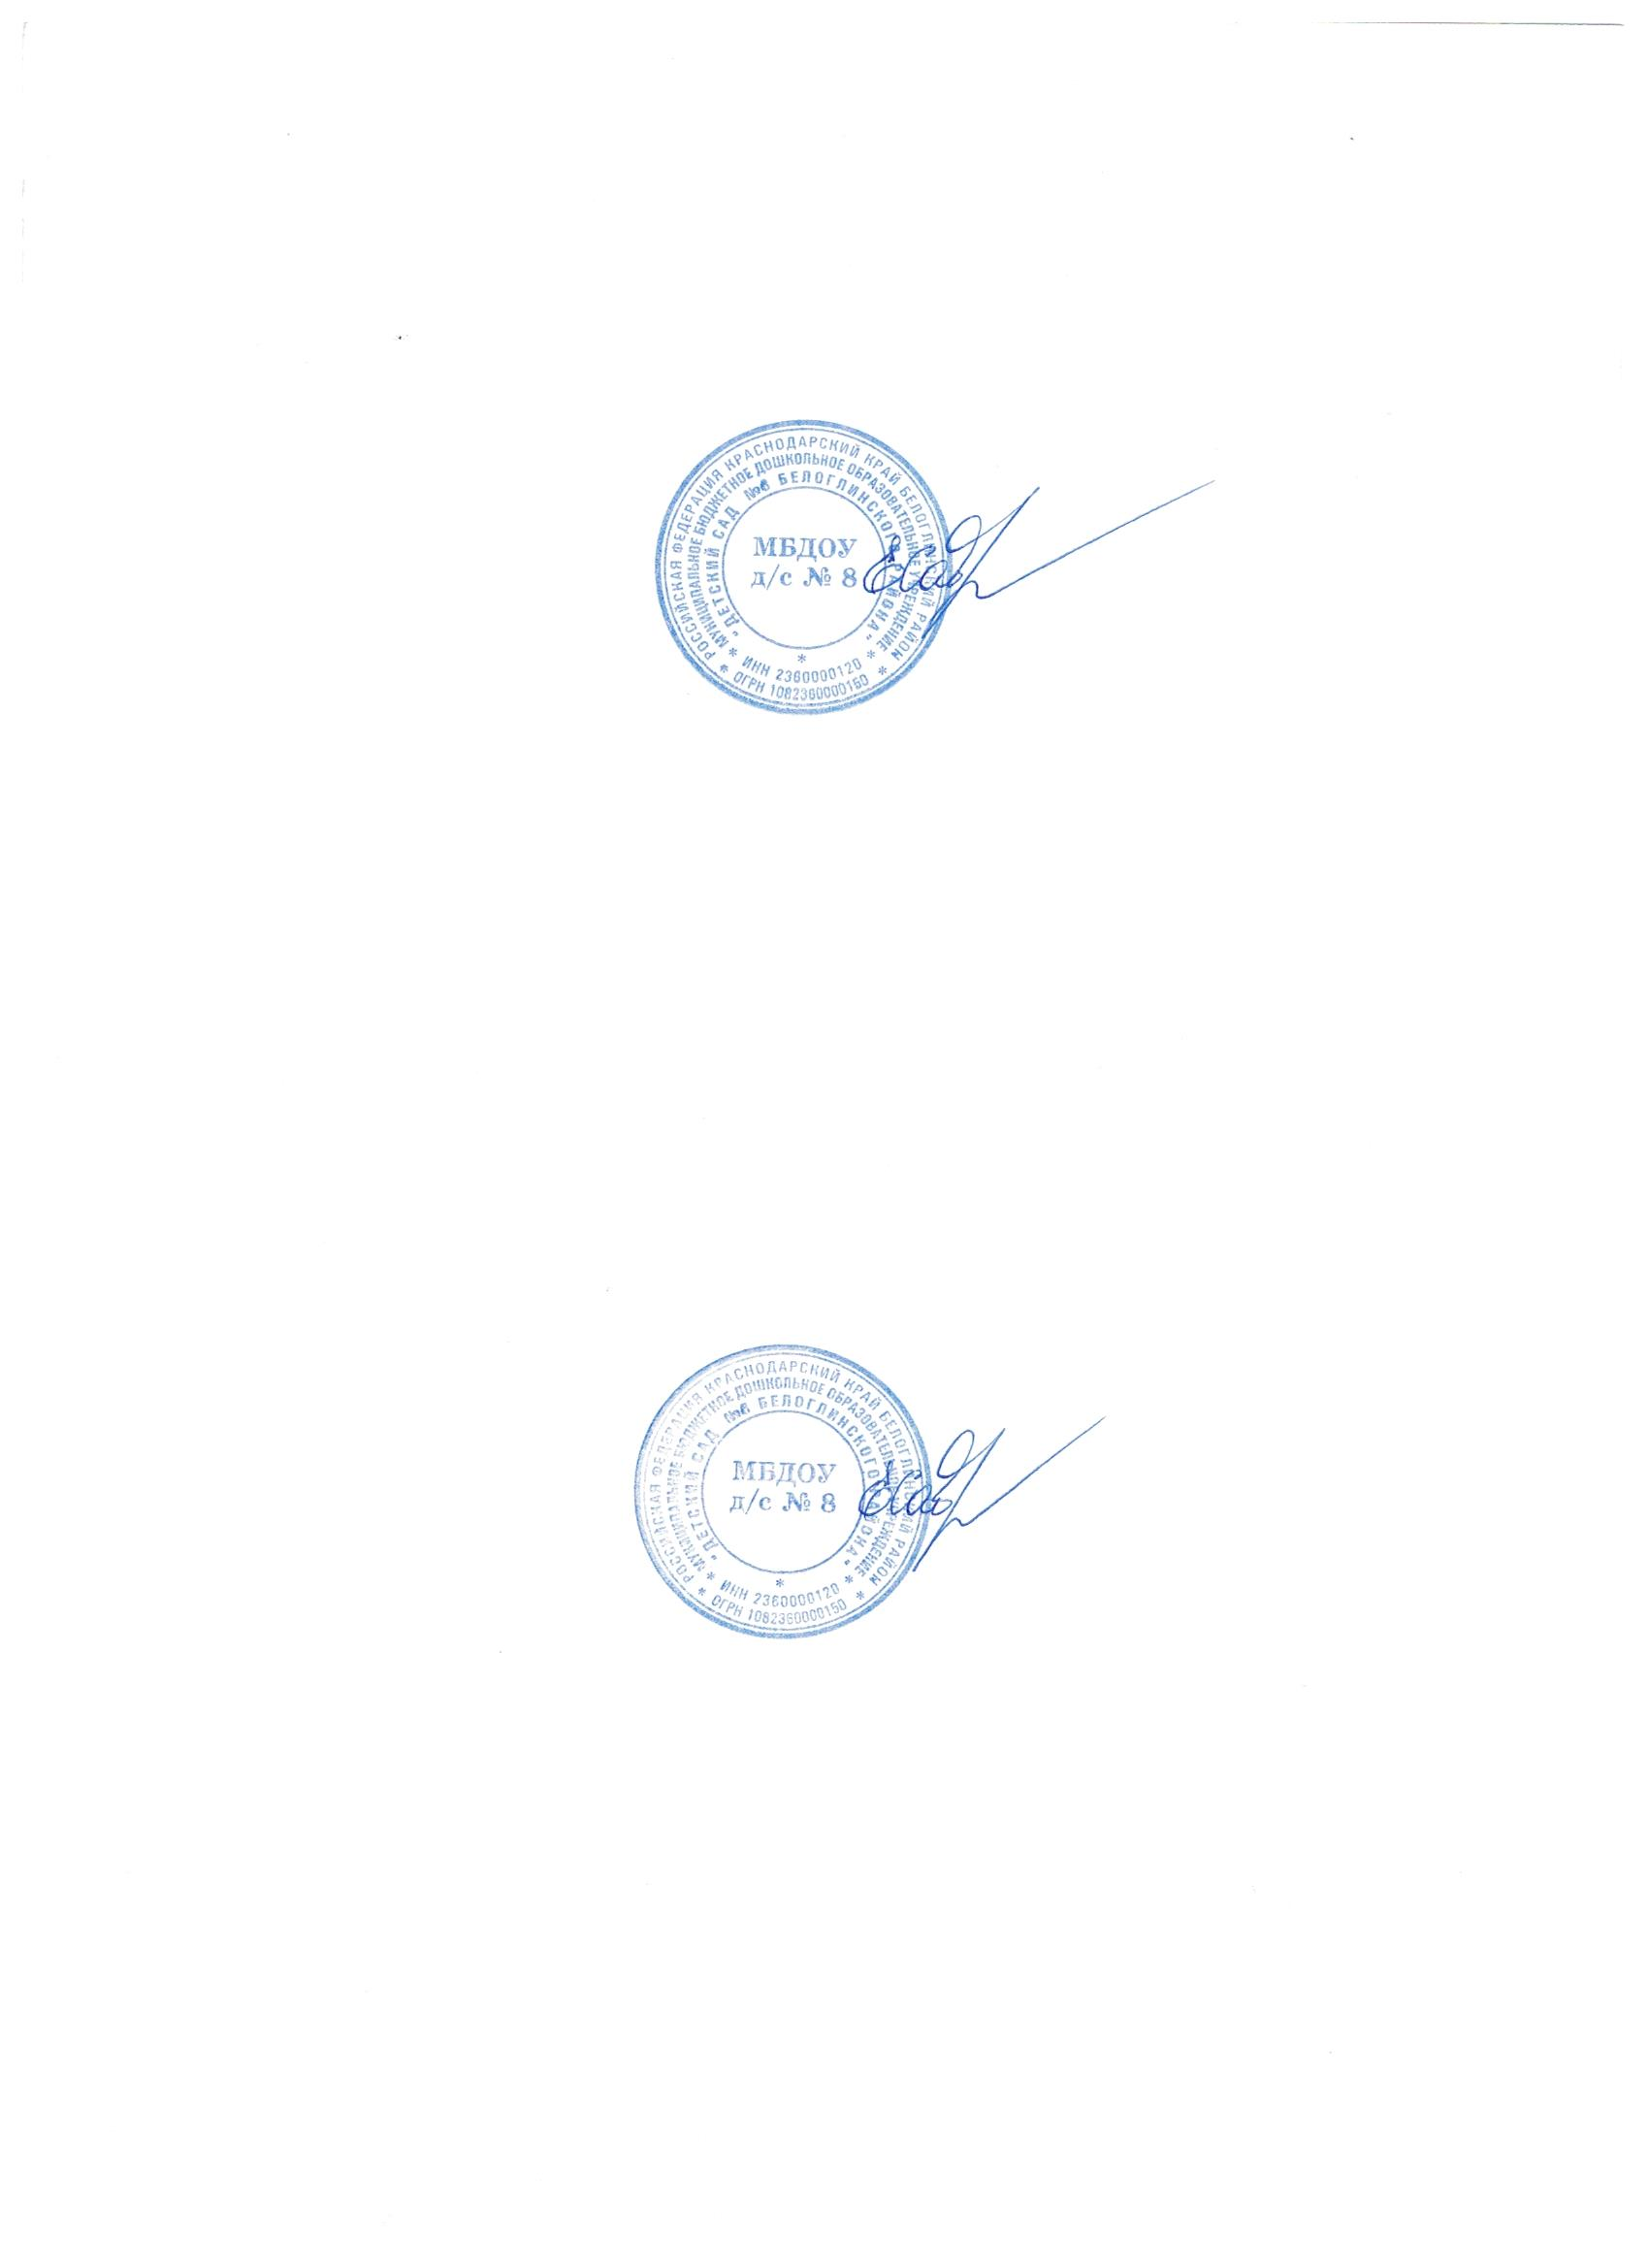 РОССИЙСКАЯ ФЕДЕРАЦИЯ КРАСНОДАРСКИЙ КРАЙ БЕЛОГЛИНСКИЙ РАЙОН
* МУНИЦИПАЛЬНОЕ БЮДЖЕТНОЕ ДОШКОЛЬНОЕ ОБРАЗОВАТЕЛЬНОЕ УЧРЕЖДЕНИЕ *
"ДЕТСКИЙ САД №8 БЕЛОГЛИНСКОГО РАЙОНА"
МБДОУ
д/с № 8
*
ИНН 2360000120
* ОГРН 1082360000150 *
РОССИЙСКАЯ ФЕДЕРАЦИЯ КРАСНОДАРСКИЙ КРАЙ БЕЛОГЛИНСКИЙ РАЙОН
* МУНИЦИПАЛЬНОЕ БЮДЖЕТНОЕ ДОШКОЛЬНОЕ ОБРАЗОВАТЕЛЬНОЕ УЧРЕЖДЕНИЕ *
"ДЕТСКИЙ САД №8 БЕЛОГЛИНСКОГО РАЙОНА"
МБДОУ
д/с № 8
*
ИНН 2360000120
* ОГРН 1082360000150 *